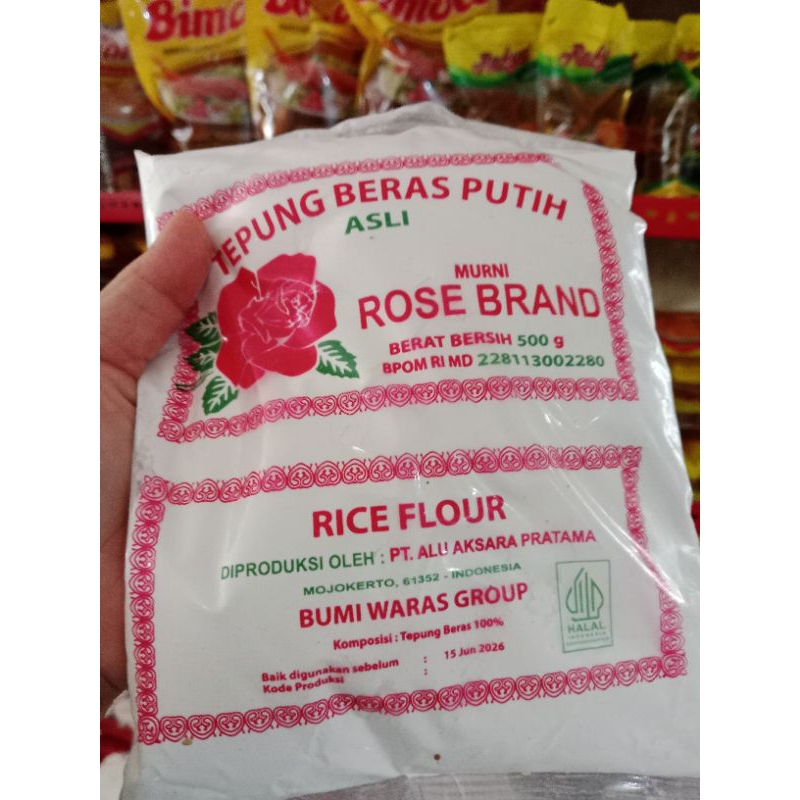 Bimo
TEPUNG BERAS PUTIH
ASLI
MURNI
ROSE BRAND
BERAT BERSIH 500 g
BPOM RI MD 228113002280
RICE FLOUR
DIPRODUKSI OLEH : PT. ALU AKSARA PRATAMA
MOJOKERTO, 61352 - INDONESIA
BUMI WARAS GROUP
HALAL
INDONESIA
Komposisi : Tepung Beras 100%
Baik digunakan sebelum : 15 Jun 2026
Kode Produksi :